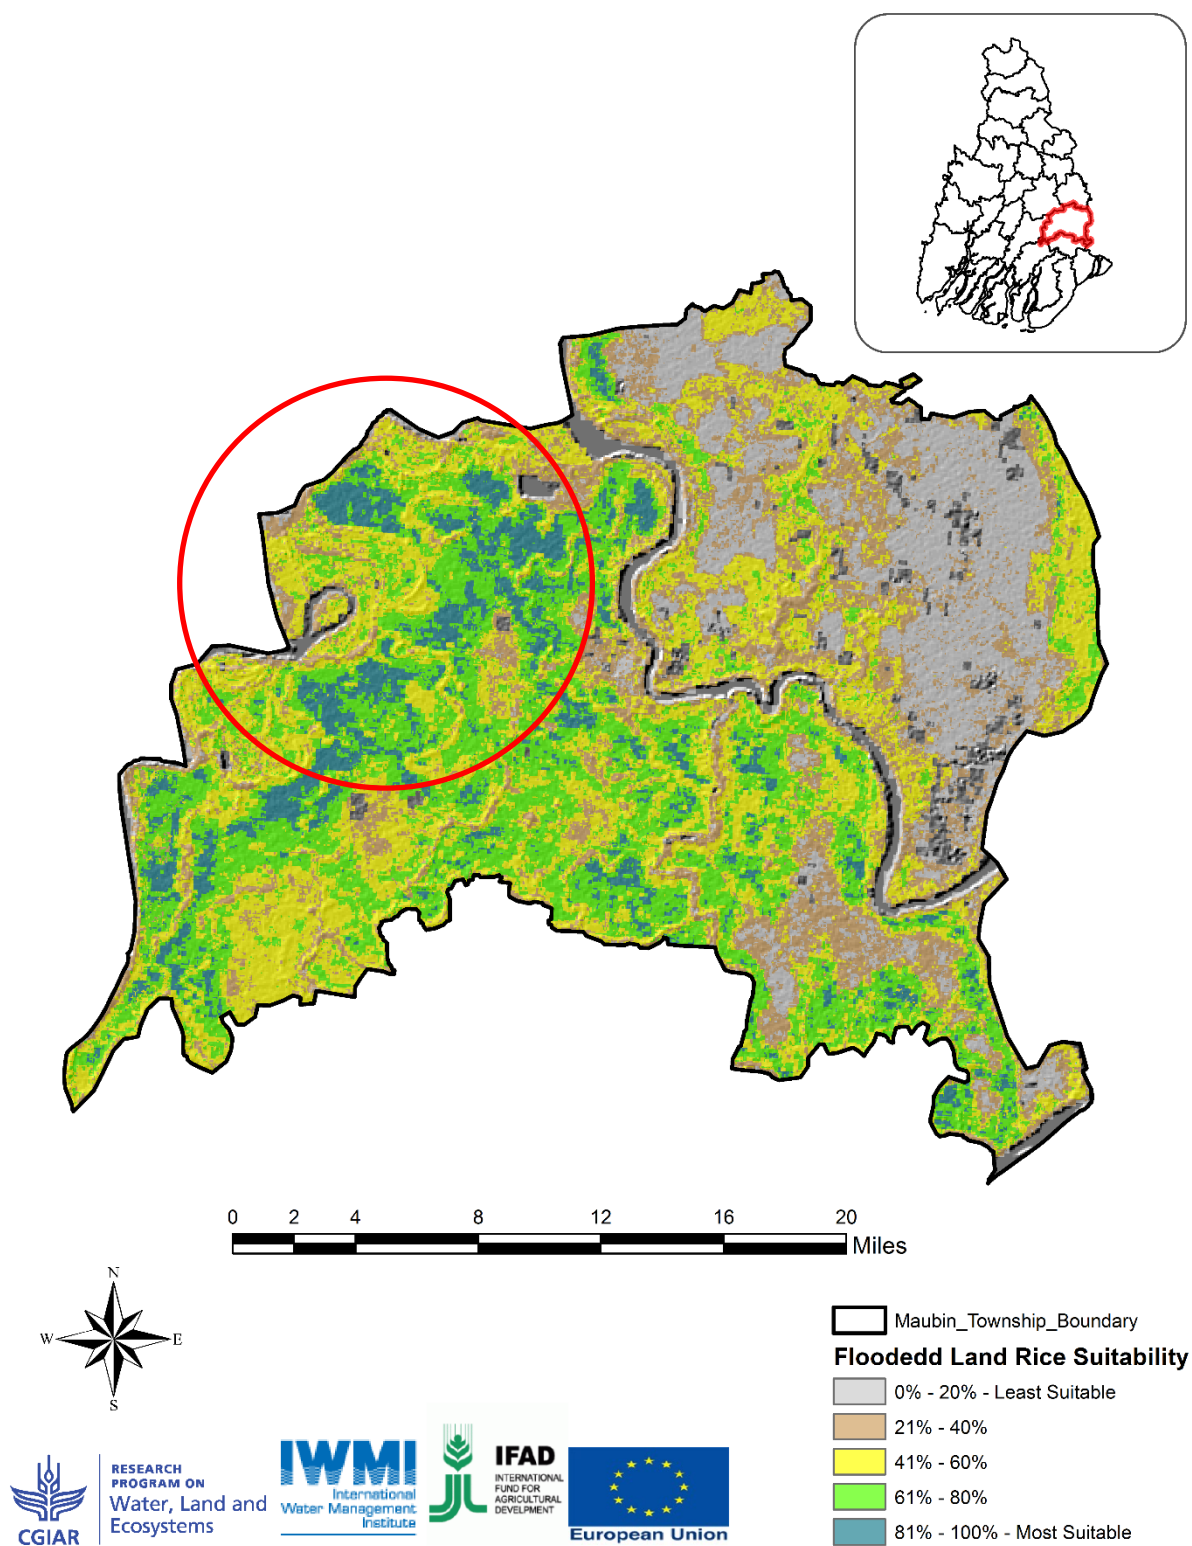 0 2 4 8 12 16 20
Miles
N
W E
S
Maubin_Township_Boundary
Floodedd Land Rice Suitability
0% - 20% - Least Suitable
21% - 40%
41% - 60%
61% - 80%
81% - 100% - Most Suitable
CGIAR
RESEARCH
PROGRAM ON
Water, Land and
Ecosystems
IWMI
International
Water Management
Institute
IFAD
INTERNATIONAL
FUND FOR
AGRICULTURAL
DEVELPMENT
European Union